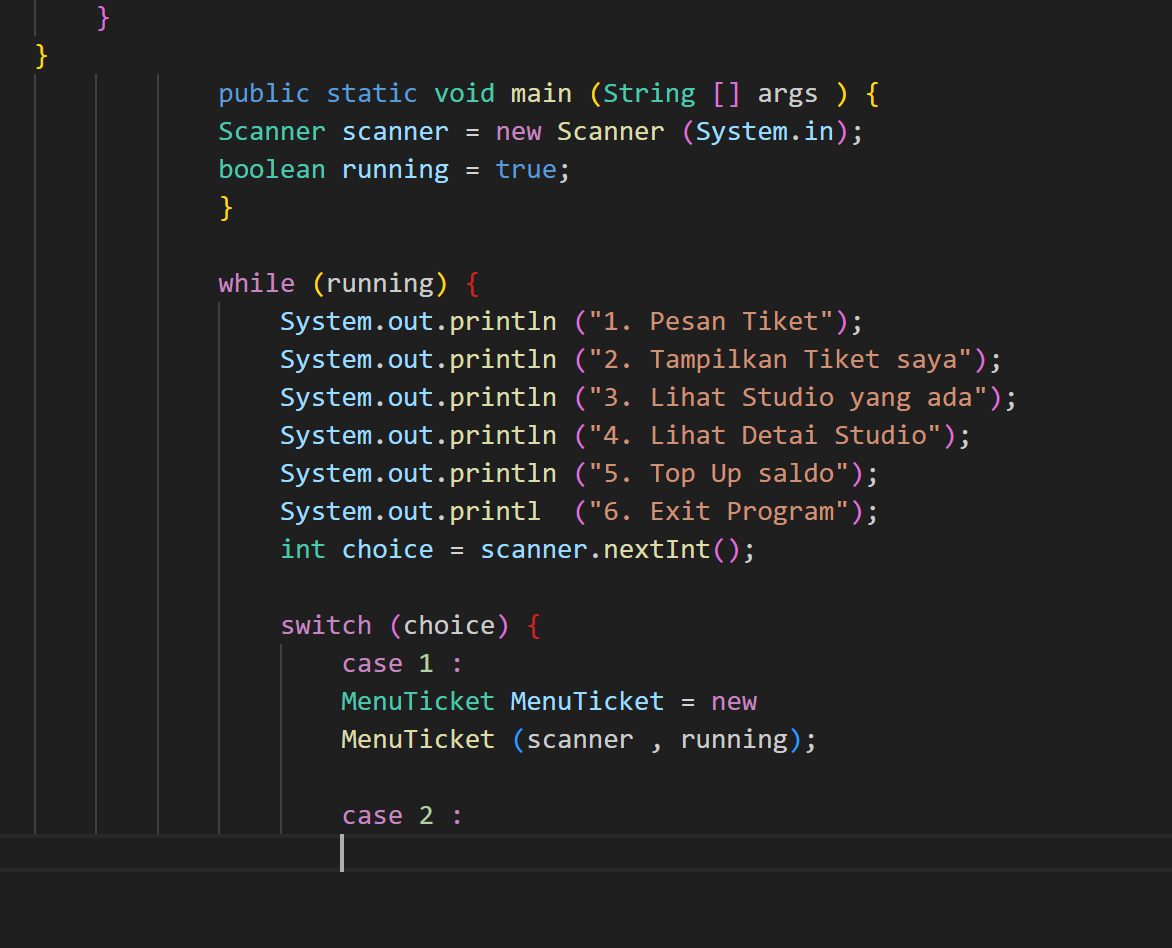 }
}
public static void main (String [] args ) {
Scanner scanner = new Scanner (System.in);
boolean running = true;
}
while (running) {
System.out.println ("1. Pesan Tiket");
System.out.println ("2. Tampilkan Tiket saya");
System.out.println ("3. Lihat Studio yang ada");
System.out.println ("4. Lihat Detai Studio");
System.out.println ("5. Top Up saldo");
System.out.printl  ("6. Exit Program");
int choice = scanner.nextInt();
switch (choice) {
case 1 :
MenuTicket MenuTicket = new
MenuTicket (scanner , running);
case 2 :